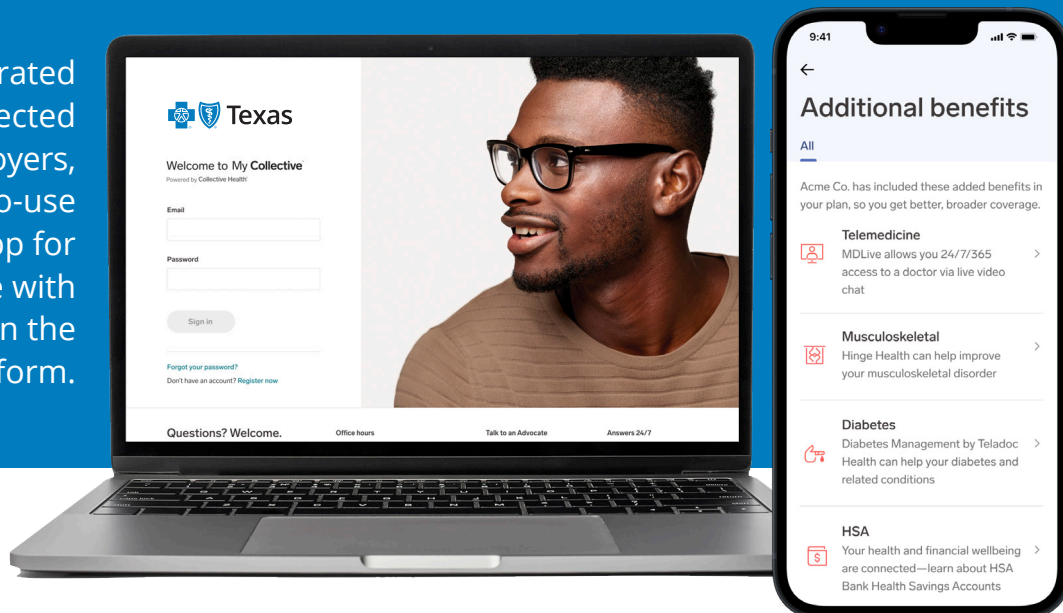 rated
ected
oyers,
o-use
op for
e with
n the
form.
Texas
Welcome to My Collective
Powered by Collective Health
Email
Password
Sign in
Forgot your password?
Don't have an account? Register now
Questions? Welcome.
Office hours
Talk to an Advocate
Answers 24/7
9:41
Additional benefits
All
Acme Co. has included these added benefits in
your plan, so you get better, broader coverage.
Telemedicine
MDLive allows you 24/7/365
access to a doctor via live video
chat
Musculoskeletal
Hinge Health can help improve
your musculoskeletal disorder
Diabetes
Diabetes Management by Teladoc
Health can help your diabetes and
related conditions
HSA
Your health and financial wellbeing
are connected—learn about HSA
Bank Health Savings Accounts